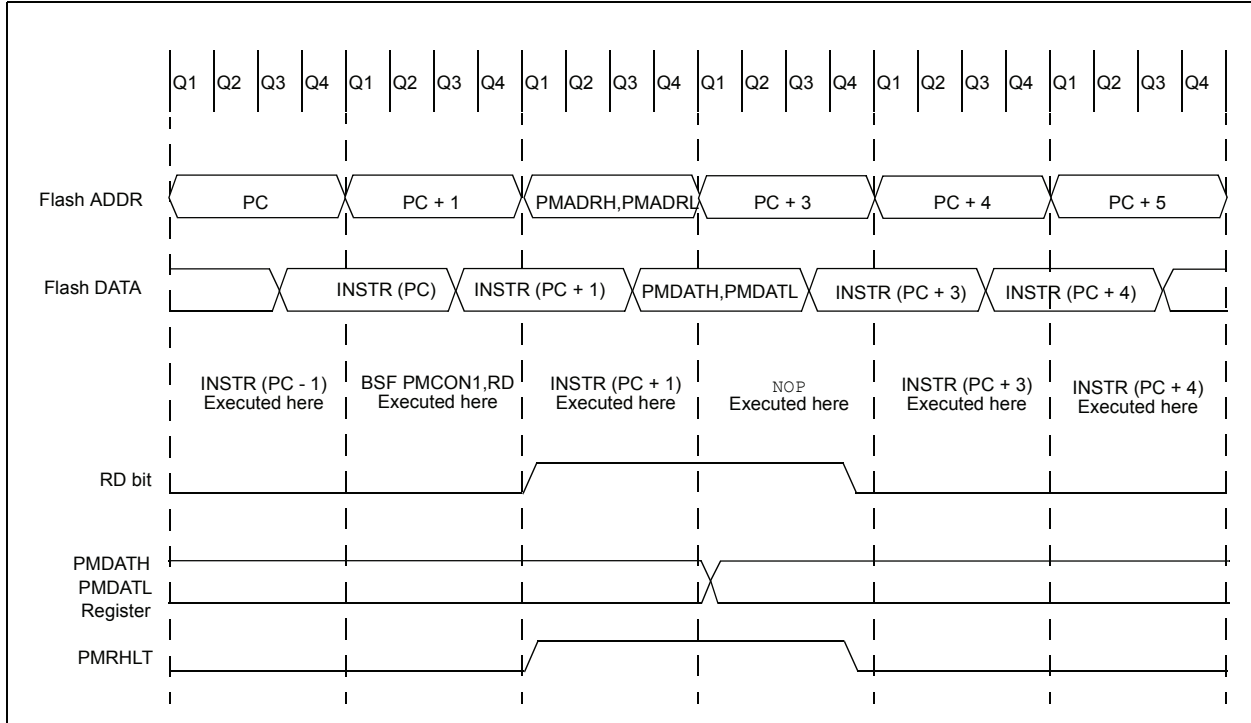 Q1 Q2 Q3 Q4 Q1 Q2 Q3 Q4 Q1 Q2 Q3 Q4 Q1 Q2 Q3 Q4 Q1 Q2 Q3 Q4 Q1 Q2 Q3 Q4
Flash ADDR PC PC + 1 PMADRH,PMADRL PC + 3 PC + 4 PC + 5
Flash DATA INSTR (PC) INSTR (PC + 1) PMDATH,PMDATL INSTR (PC + 3) INSTR (PC + 4)
INSTR (PC - 1) BSF PMCON1,RD INSTR (PC + 1) NOP INSTR (PC + 3) INSTR (PC + 4)
Executed here Executed here Executed here Executed here Executed here Executed here
RD bit
PMDATH
PMDATL
Register
PMRHLT